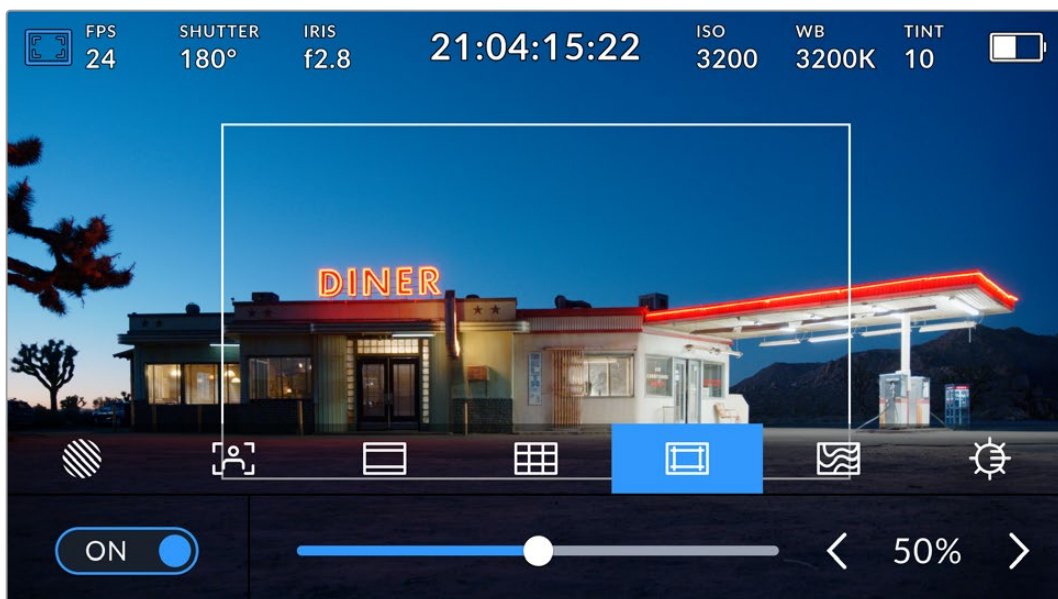 FPS SHUTTER IRIS 21:04:15:22 ISO WB TINT
24 180° f2.8 3200 3200K 10
DINER
ON 50%